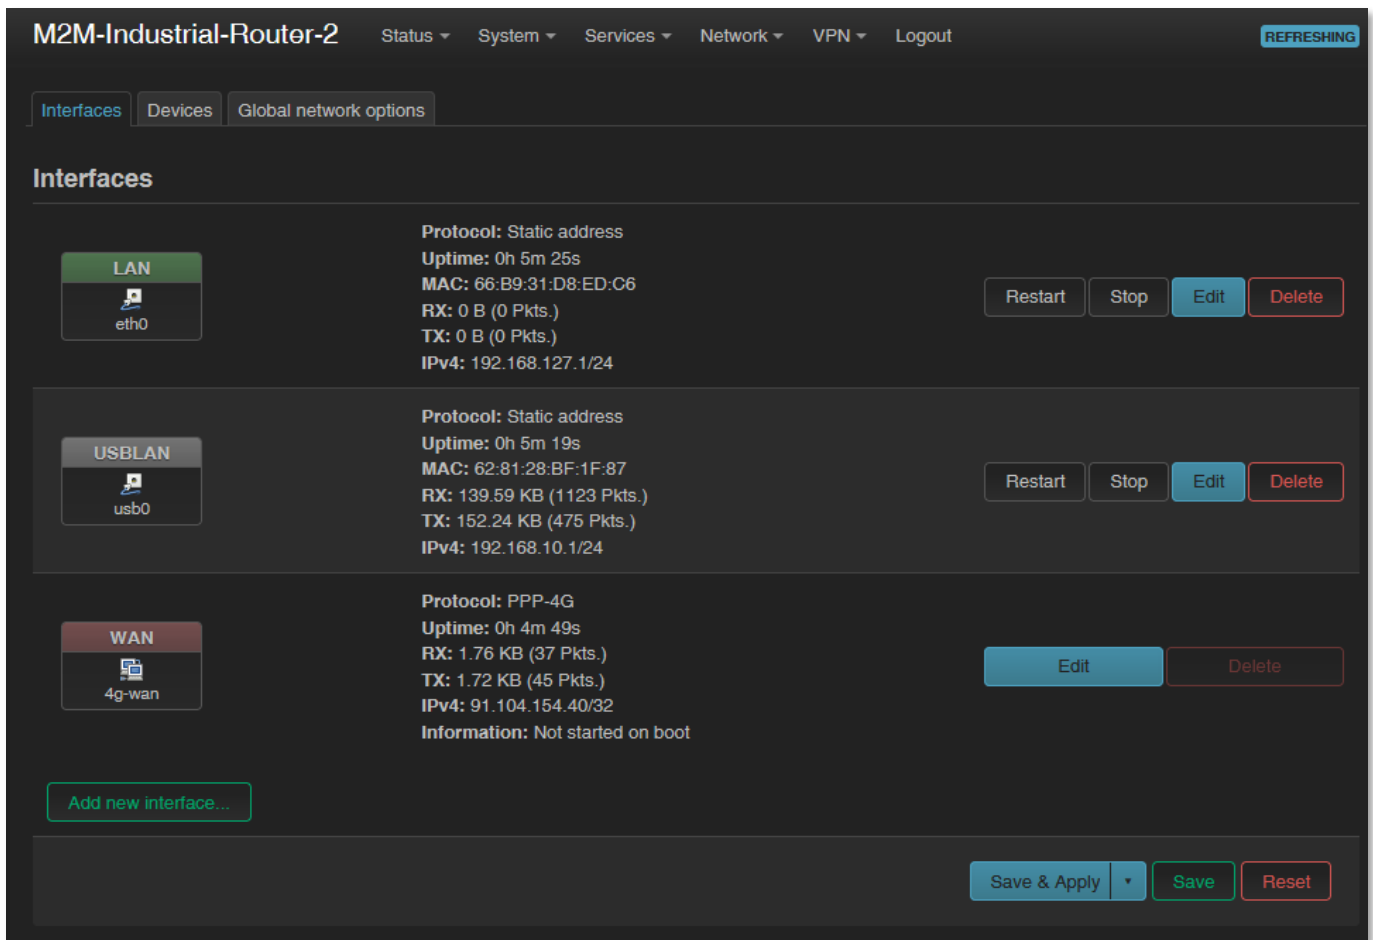 M2M-Industrial-Router-2 Status System Services Network VPN Logout REFRESHING
Interfaces Devices Global network options
Interfaces
LAN
eth0
Protocol: Static address
Uptime: 0h 5m 25s
MAC: 66:B9:31:D8:ED:C6
RX: 0 B (0 Pkts.)
TX: 0 B (0 Pkts.)
IPv4: 192.168.127.1/24
Restart Stop Edit Delete
USBLAN
usb0
Protocol: Static address
Uptime: 0h 5m 19s
MAC: 62:81:28:BF:1F:87
RX: 139.59 KB (1123 Pkts.)
TX: 152.24 KB (475 Pkts.)
IPv4: 192.168.10.1/24
Restart Stop Edit Delete
WAN
4g-wan
Protocol: PPP-4G
Uptime: 0h 4m 49s
RX: 1.76 KB (37 Pkts.)
TX: 1.72 KB (45 Pkts.)
IPv4: 91.104.154.40/32
Information: Not started on boot
Edit Delete
Add new interface...
Save & Apply Save Reset